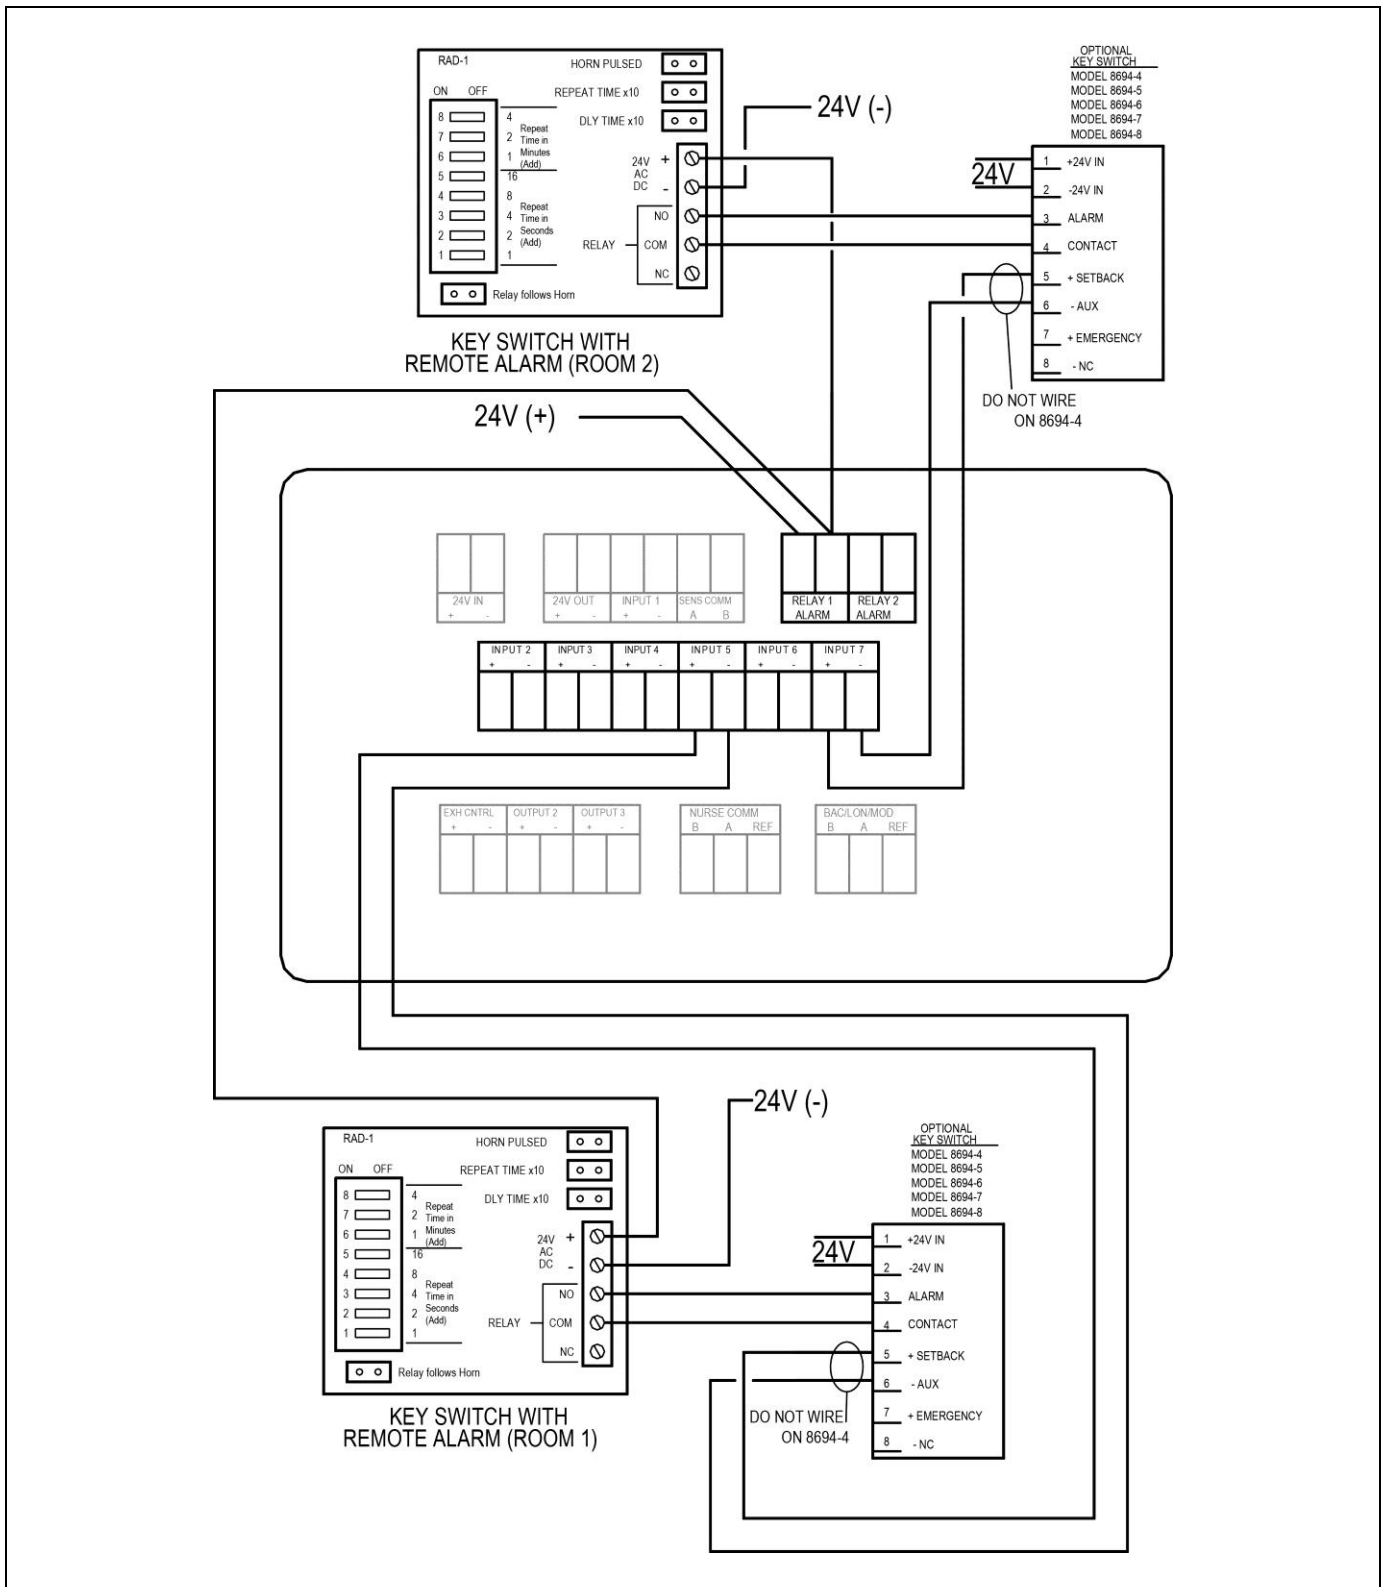 RAD-1
HORN PULSED
ON OFF
REPEAT TIME x10
DLY TIME x10
8
7
6
5
4
3
2
1
4
2
1
16
8
4
2
1
Repeat
Time in
Minutes
(Add)
Repeat
Time in
Seconds
(Add)
24V +
AC
DC -
NO
RELAY COM
NC
Relay follows Horn
24V (-)
KEY SWITCH WITH
REMOTE ALARM (ROOM 2)
OPTIONAL
KEY SWITCH
MODEL 8694-4
MODEL 8694-5
MODEL 8694-6
MODEL 8694-7
MODEL 8694-8
24V
1 +24V IN
2 -24V IN
3 ALARM
4 CONTACT
5 + SETBACK
6 - AUX
7 + EMERGENCY
8 - NC
DO NOT WIRE
ON 8694-4
24V (+)
24V IN
+ -
24V OUT
+ -
INPUT 1
+ -
SENS COMM
A B
RELAY 1
ALARM
RELAY 2
ALARM
INPUT 2
+ -
INPUT 3
+ -
INPUT 4
+ -
INPUT 5
+ -
INPUT 6
+ -
INPUT 7
+ -
EXH CNTRL
+ -
OUTPUT 2
+ -
OUTPUT 3
+ -
NURSE COMM
B A REF
BAC/LON/MOD
B A REF
24V (-)
RAD-1
HORN PULSED
ON OFF
REPEAT TIME x10
DLY TIME x10
8
7
6
5
4
3
2
1
4
2
1
16
8
4
2
1
Repeat
Time in
Minutes
(Add)
Repeat
Time in
Seconds
(Add)
24V +
AC
DC -
NO
RELAY COM
NC
Relay follows Horn
KEY SWITCH WITH
REMOTE ALARM (ROOM 1)
OPTIONAL
KEY SWITCH
MODEL 8694-4
MODEL 8694-5
MODEL 8694-6
MODEL 8694-7
MODEL 8694-8
24V
1 +24V IN
2 -24V IN
3 ALARM
4 CONTACT
5 + SETBACK
6 - AUX
7 + EMERGENCY
8 - NC
DO NOT WIRE
ON 8694-4